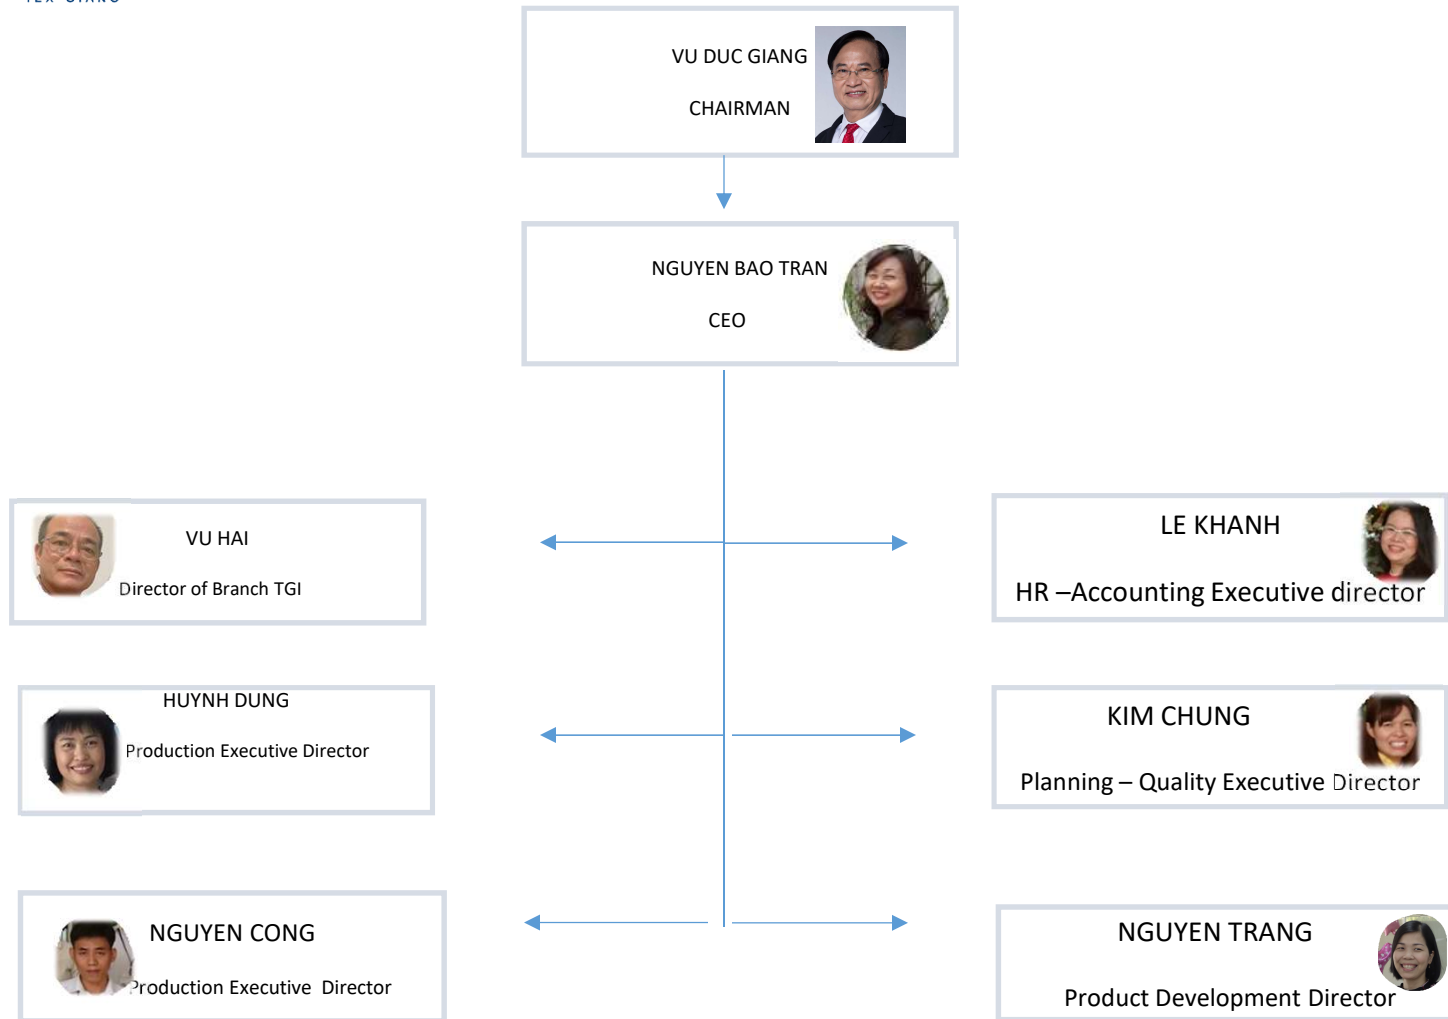 TEX GIANG
VU DUC GIANG
CHAIRMAN
NGUYEN BAO TRAN
CEO
VU HAI
Director of Branch TGI
LE KHANH
HR –Accounting Executive director
HUYNH DUNG
Production Executive Director
KIM CHUNG
Planning – Quality Executive Director
NGUYEN CONG
Production Executive Director
NGUYEN TRANG
Product Development Director